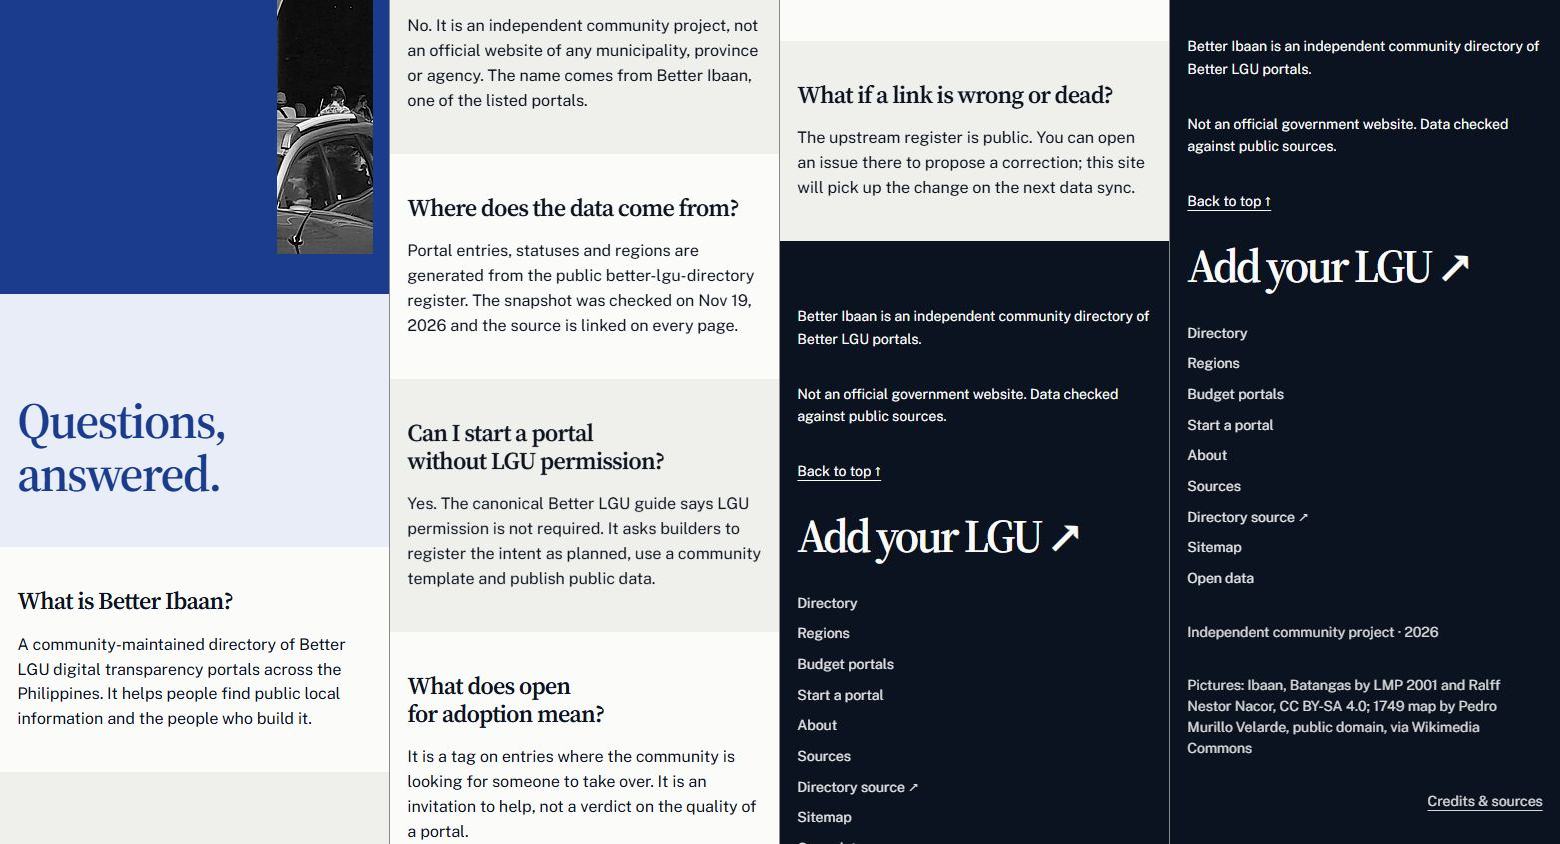 Questions,
answered.
What is Better Ibaan?
A community-maintained directory of Better
LGU digital transparency portals across the
Philippines. It helps people find public local
information and the people who build it.
No. It is an independent community project, not
an official website of any municipality, province
or agency. The name comes from Better Ibaan,
one of the listed portals.
Where does the data come from?
Portal entries, statuses and regions are
generated from the public better-lgu-directory
register. The snapshot was checked on Nov 19,
2026 and the source is linked on every page.
Can I start a portal
without LGU permission?
Yes. The canonical Better LGU guide says LGU
permission is not required. It asks builders to
register the intent as planned, use a community
template and publish public data.
What does open
for adoption mean?
It is a tag on entries where the community is
looking for someone to take over. It is an
invitation to help, not a verdict on the quality of
a portal.
What if a link is wrong or dead?
The upstream register is public. You can open
an issue there to propose a correction; this site
will pick up the change on the next data sync.
Better Ibaan is an independent community directory of
Better LGU portals.
Not an official government website. Data checked
against public sources.
Back to top ↑
Add your LGU ↗
Directory
Regions
Budget portals
Start a portal
About
Sources
Directory source ↗
Sitemap
Better Ibaan is an independent community directory of
Better LGU portals.
Not an official government website. Data checked
against public sources.
Back to top ↑
Add your LGU ↗
Directory
Regions
Budget portals
Start a portal
About
Sources
Directory source ↗
Sitemap
Open data
Independent community project · 2026
Pictures: Ibaan, Batangas by LMP 2001 and Ralff
Nestor Nacor, CC BY-SA 4.0; 1749 map by Pedro
Murillo Velarde, public domain, via Wikimedia
Commons
Credits & sources